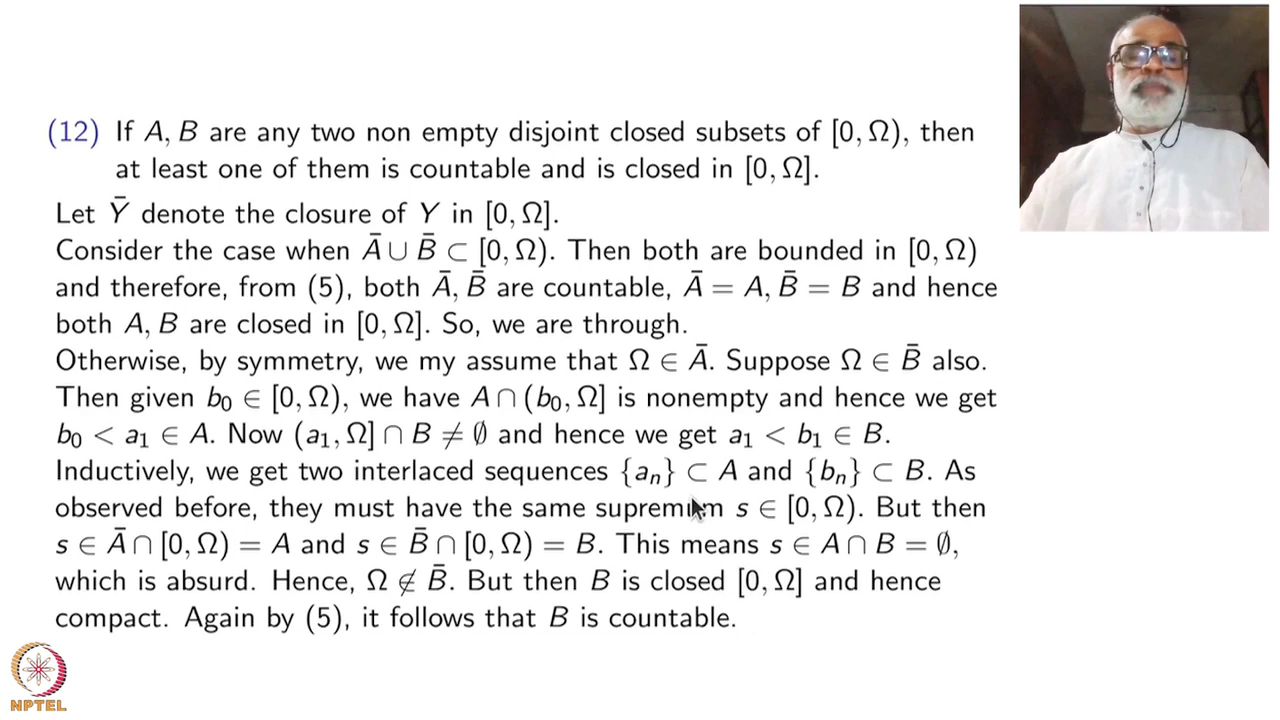 (12) If A, B are any two non empty disjoint closed subsets of [0, Ω), then
at least one of them is countable and is closed in [0, Ω].
Let Ȳ denote the closure of Y in [0, Ω].
Consider the case when Ā ∪ B̄ ⊂ [0, Ω). Then both are bounded in [0, Ω)
and therefore, from (5), both Ā, B̄ are countable, Ā = A, B̄ = B and hence
both A, B are closed in [0, Ω]. So, we are through.
Otherwise, by symmetry, we my assume that Ω ∈ Ā. Suppose Ω ∈ B̄ also.
Then given b₀ ∈ [0, Ω), we have A ∩ (b₀, Ω] is nonempty and hence we get
b₀ < a₁ ∈ A. Now (a₁, Ω] ∩ B ≠ ∅ and hence we get a₁ < b₁ ∈ B.
Inductively, we get two interlaced sequences {aₙ} ⊂ A and {bₙ} ⊂ B. As
observed before, they must have the same supremum s ∈ [0, Ω). But then
s ∈ Ā ∩ [0, Ω) = A and s ∈ B̄ ∩ [0, Ω) = B. This means s ∈ A ∩ B = ∅,
which is absurd. Hence, Ω ∉ B̄. But then B is closed [0, Ω] and hence
compact. Again by (5), it follows that B is countable.
NPTEL